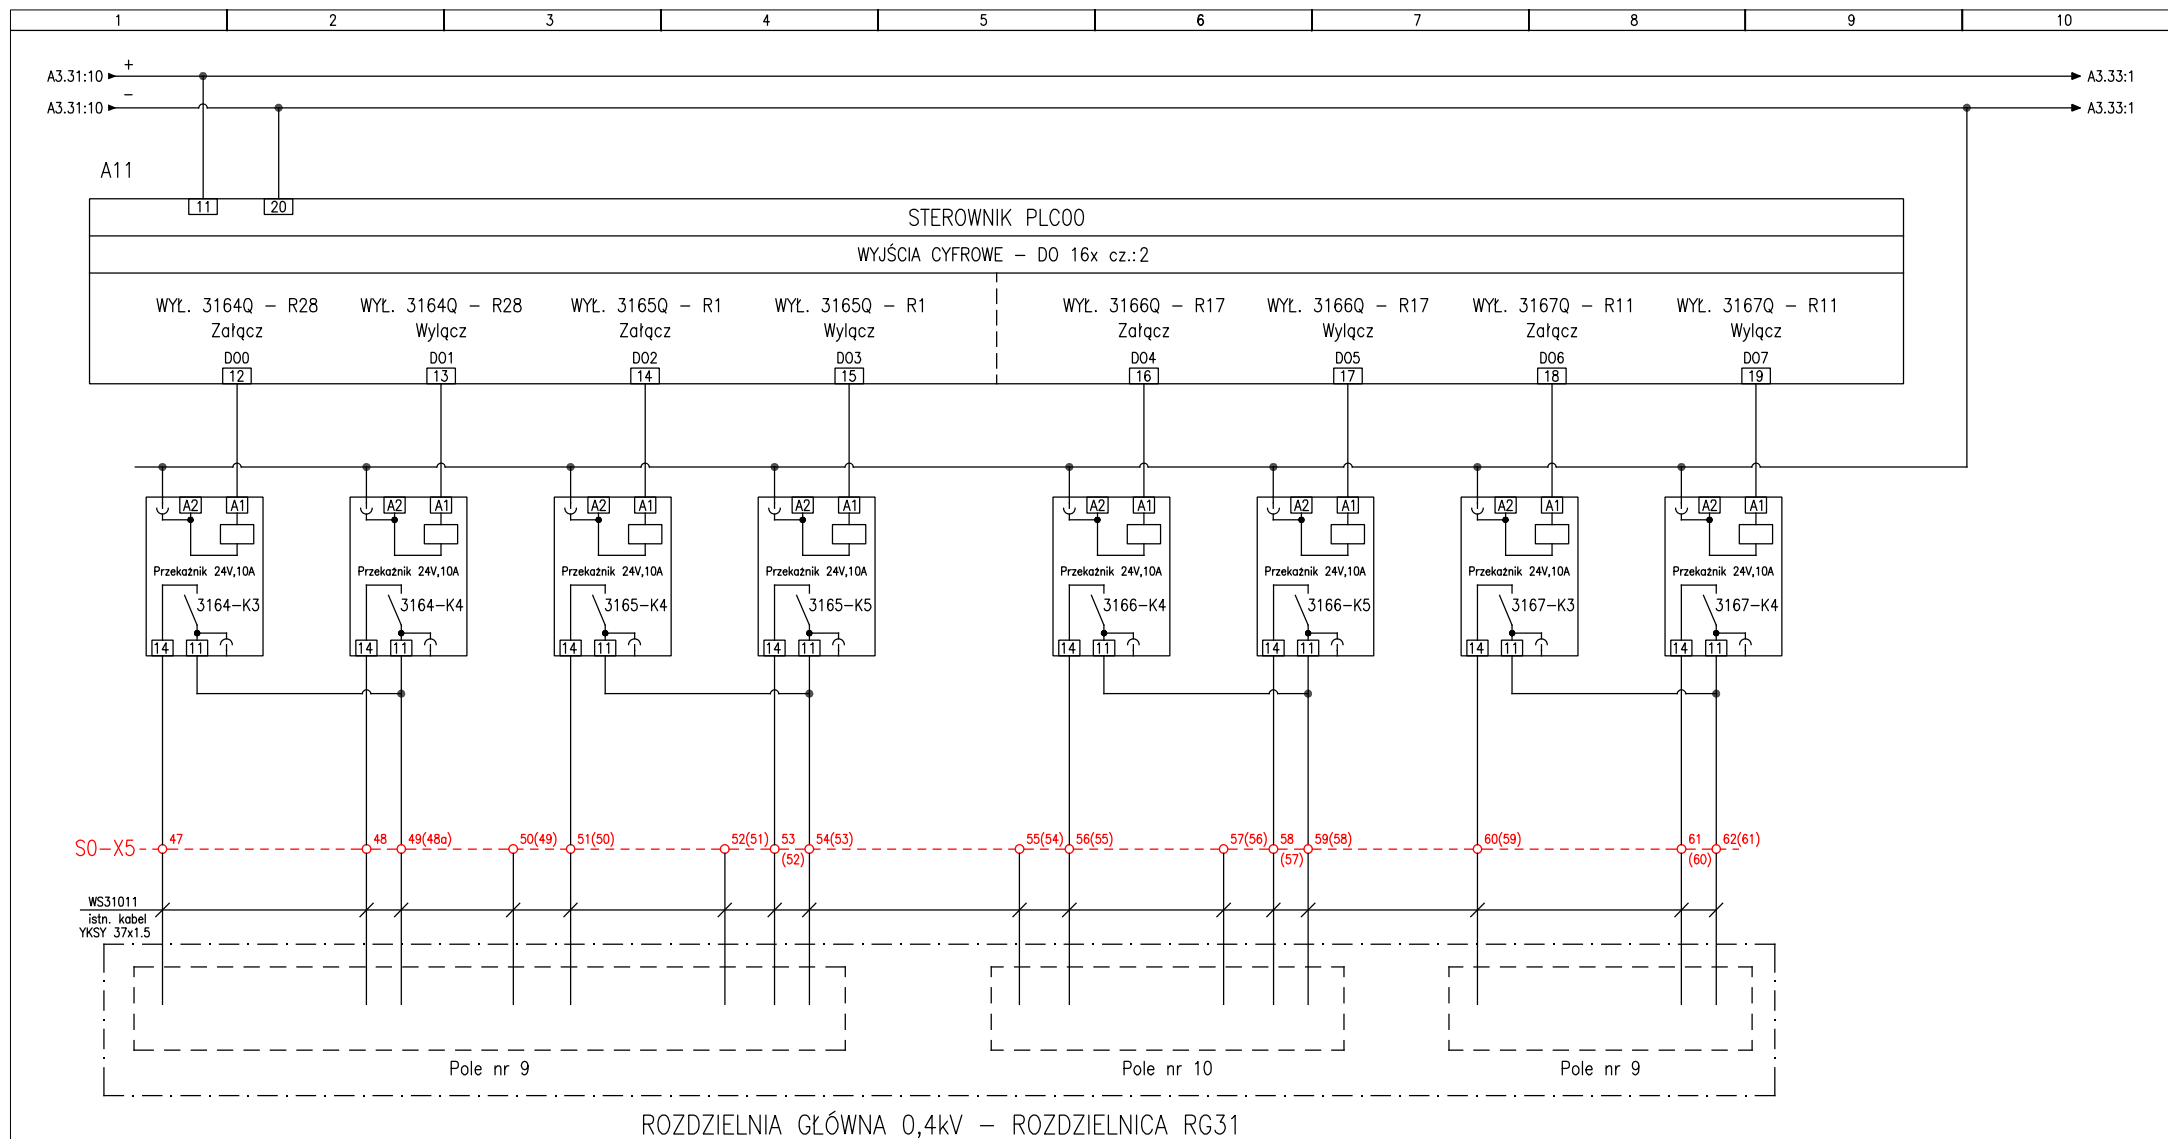 1 2 3 4 5 6 7 8 9 10
+
A3.31:10 A3.33:1
−
A3.31:10 A3.33:1
A11
11 20
STEROWNIK PLC00
WYJŚCIA CYFROWE − DO 16x cz.:2
WYŁ. 3164Q − R28 WYŁ. 3164Q − R28 WYŁ. 3165Q − R1 WYŁ. 3165Q − R1 WYŁ. 3166Q − R17 WYŁ. 3166Q − R17 WYŁ. 3167Q − R11 WYŁ. 3167Q − R11
Załącz Wylącz Załącz Wylącz Załącz Wylącz Załącz Wylącz
DO0 DO1 DO2 DO3 DO4 DO5 DO6 DO7
12 13 14 15 16 17 18 19
A2 A1 A2 A1 A2 A1 A2 A1 A2 A1 A2 A1 A2 A1 A2 A1
Przekaźnik 24V,10A Przekaźnik 24V,10A Przekaźnik 24V,10A Przekaźnik 24V,10A Przekaźnik 24V,10A Przekaźnik 24V,10A Przekaźnik 24V,10A Przekaźnik 24V,10A
3164−K3 3164−K4 3165−K4 3165−K5 3166−K4 3166−K5 3167−K3 3167−K4
14 11 14 11 14 11 14 11 14 11 14 11 14 11 14 11
47 48 49(48a) 50(49) 51(50) 52(51) 53 54(53) 55(54) 56(55) 57(56) 58 59(58) 60(59) 61 62(61)
S0−X5
(52) (57) (60)
WS31011
istn. kabel
YKSY 37x1.5
Pole nr 9 Pole nr 10 Pole nr 9
ROZDZIELNIA GŁÓWNA 0,4kV − ROZDZIELNICA RG31